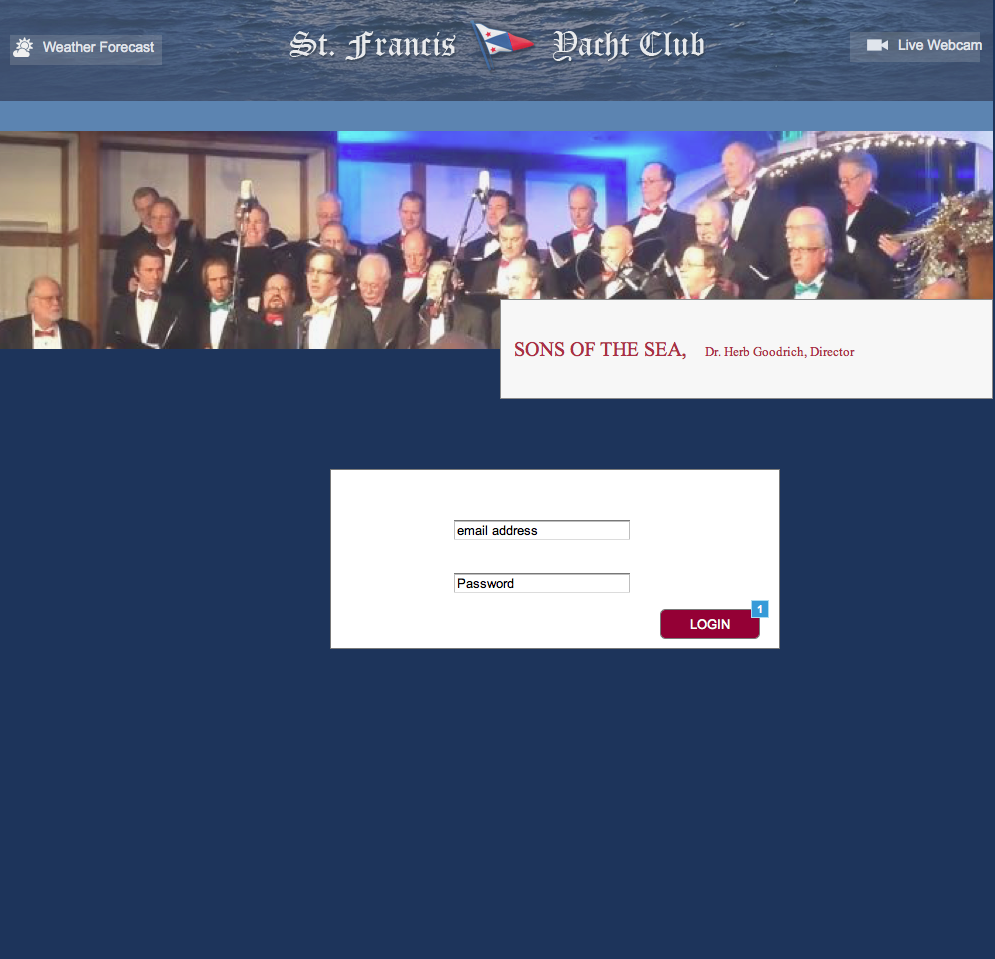 Weather Forecast
St. Francis Yacht Club
Live Webcam
SONS OF THE SEA, Dr. Herb Goodrich, Director
email address
Password
1
LOGIN